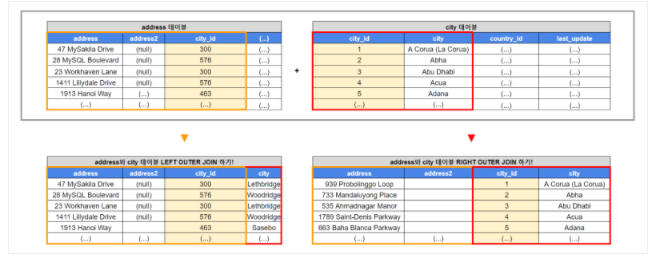 address 테이블
address address2 city_id (...)
47 MySakila Drive (null) 300 (...)
28 MySQL Boulevard (null) 576 (...)
23 Workhaven Lane (null) 300 (...)
1411 Lillydale Drive (null) 576 (...)
1913 Hanoi Way (...) 463 (...)
(...) (...) (...) (...)
+
city 테이블
city_id city country_id last_update
1 A Corua (La Corua) (...) (...)
2 Abha (...) (...)
3 Abu Dhabi (...) (...)
4 Acua (...) (...)
5 Adana (...) (...)
(...) (...) (...) (...)
address와 city 테이블 LEFT OUTER JOIN 하기!
address address2 city_id city
47 MySakila Drive (null) 300 Lethbridge
28 MySQL Boulevard (null) 576 Woodridge
23 Workhaven Lane (null) 300 Lethbridge
1411 Lillydale Drive (null) 576 Woodridge
1913 Hanoi Way (...) 463 Sasebo
(...) (...) (...) (...)
address와 city 테이블 RIGHT OUTER JOIN 하기!
address address2 city_id city
939 Probolinggo Loop 1 A Corua (La Corua)
733 Mandaluyong Place 2 Abha
535 Ahmadnagar Manor 3 Abu Dhabi
1789 Saint-Denis Parkway 4 Acua
663 Baha Blanca Parkway 5 Adana
(...) (...) (...) (...)